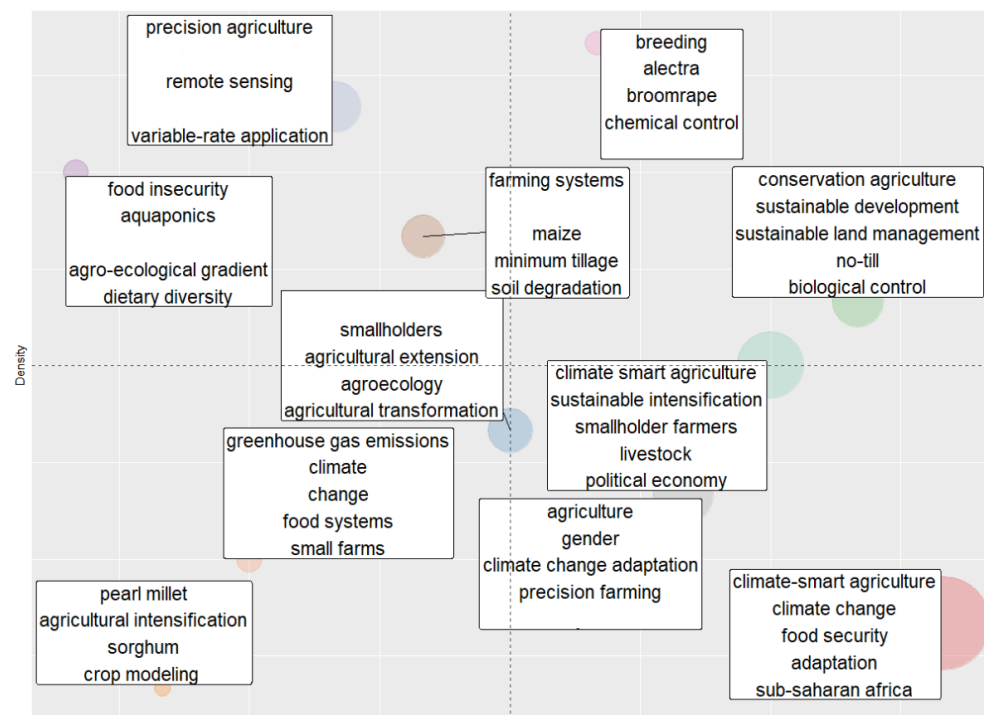 precision agriculture
remote sensing
variable-rate application
breeding
alectra
broomrape
chemical control
food insecurity
aquaponics
agro-ecological gradient
dietary diversity
farming systems
maize
minimum tillage
soil degradation
conservation agriculture
sustainable development
sustainable land management
no-till
biological control
smallholders
agricultural extension
agroecology
agricultural transformation
Density
climate smart agriculture
sustainable intensification
smallholder farmers
livestock
political economy
greenhouse gas emissions
climate
change
food systems
small farms
agriculture
gender
climate change adaptation
precision farming
pearl millet
agricultural intensification
sorghum
crop modeling
climate-smart agriculture
climate change
food security
adaptation
sub-saharan africa